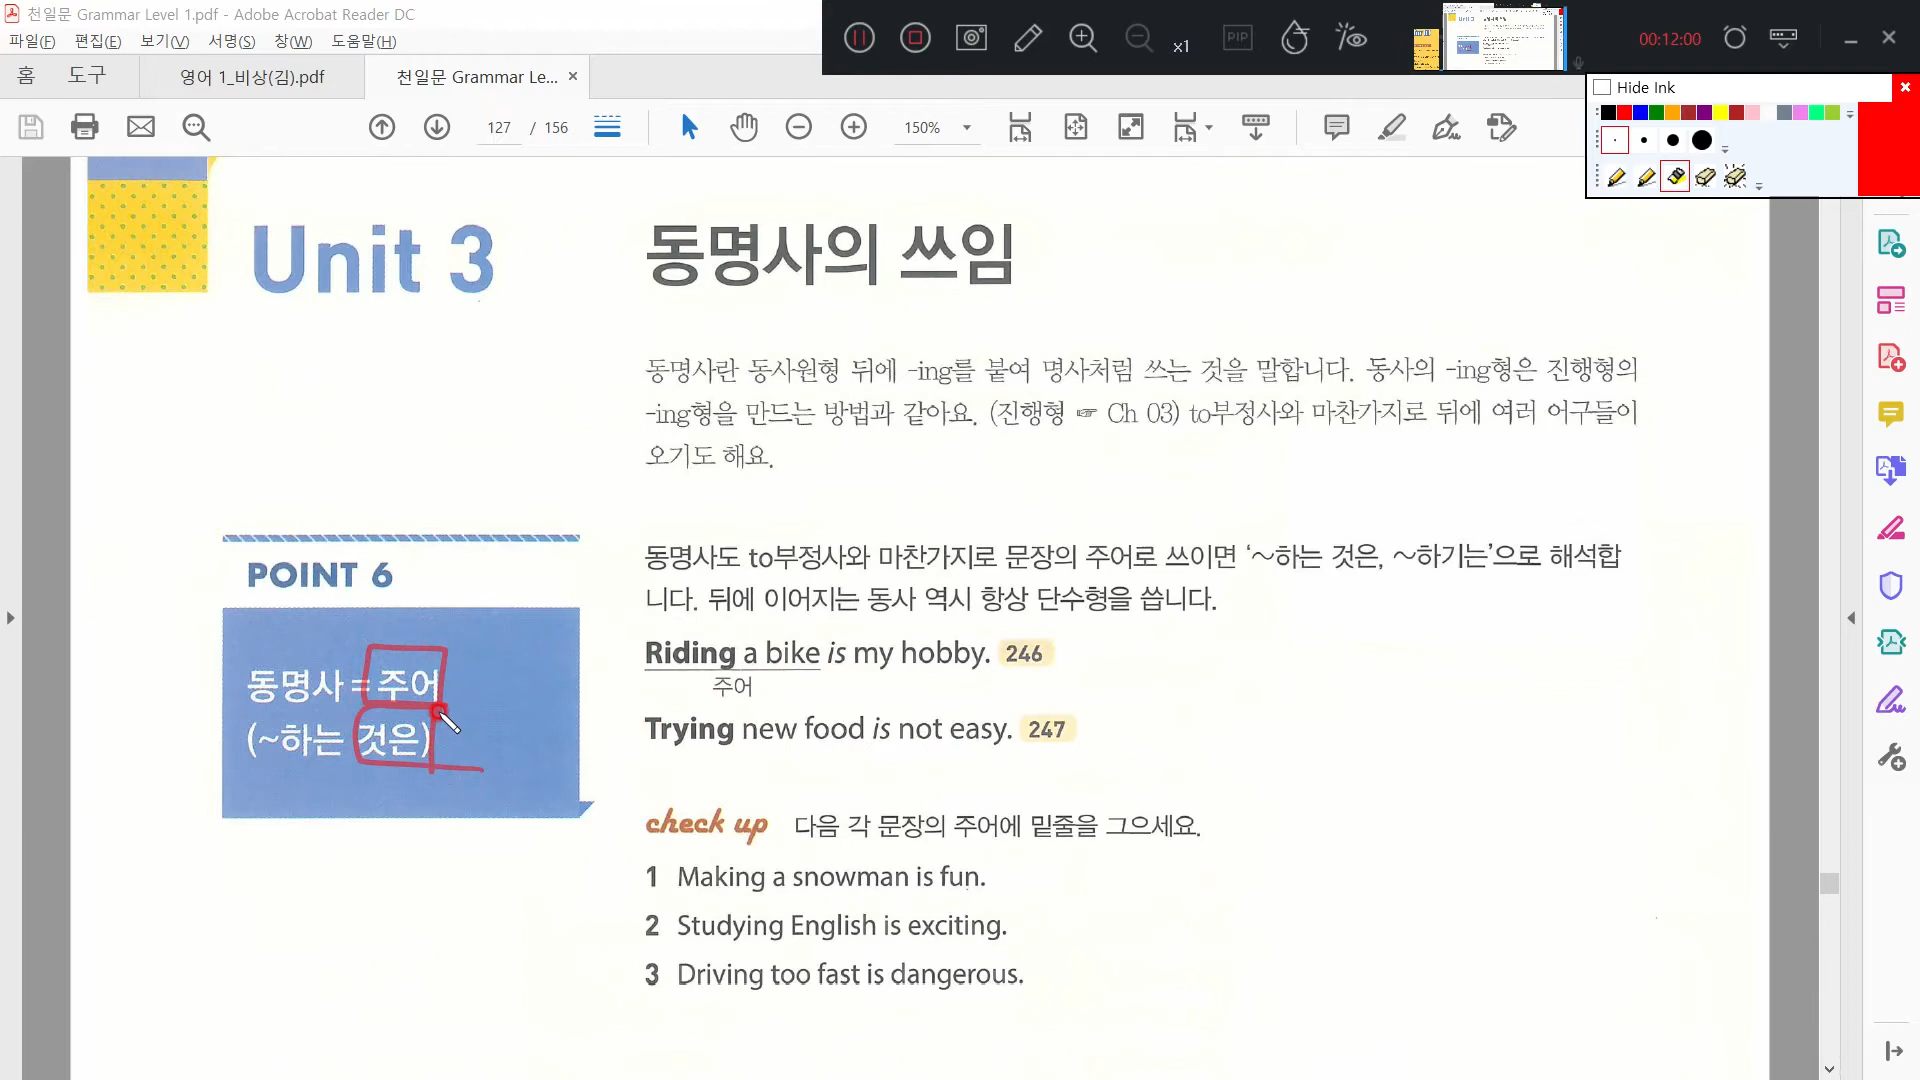 천일문 Grammar Level 1.pdf - Adobe Acrobat Reader DC
파일(F) 편집(E) 보기(V) 서명(S) 창(W) 도움말(H)
x1
PIP
00:12:00
홈 도구 영어 1_비상(김).pdf 천일문 Grammar Le... ×
Hide Ink
127 / 156 150%
Unit 3 동명사의 쓰임
동명사란 동사원형 뒤에 -ing를 붙여 명사처럼 쓰는 것을 말합니다. 동사의 -ing형은 진행형의
-ing형을 만드는 방법과 같아요. (진행형 ☞ Ch 03) to부정사와 마찬가지로 뒤에 여러 어구들이
오기도 해요.
POINT 6
동명사 = 주어
(~하는 것은)
동명사도 to부정사와 마찬가지로 문장의 주어로 쓰이면 ‘~하는 것은, ~하기는’으로 해석합
니다. 뒤에 이어지는 동사 역시 항상 단수형을 씁니다.
Riding a bike is my hobby. 246
주어
Trying new food is not easy. 247
check up 다음 각 문장의 주어에 밑줄을 그으세요.
1 Making a snowman is fun.
2 Studying English is exciting.
3 Driving too fast is dangerous.